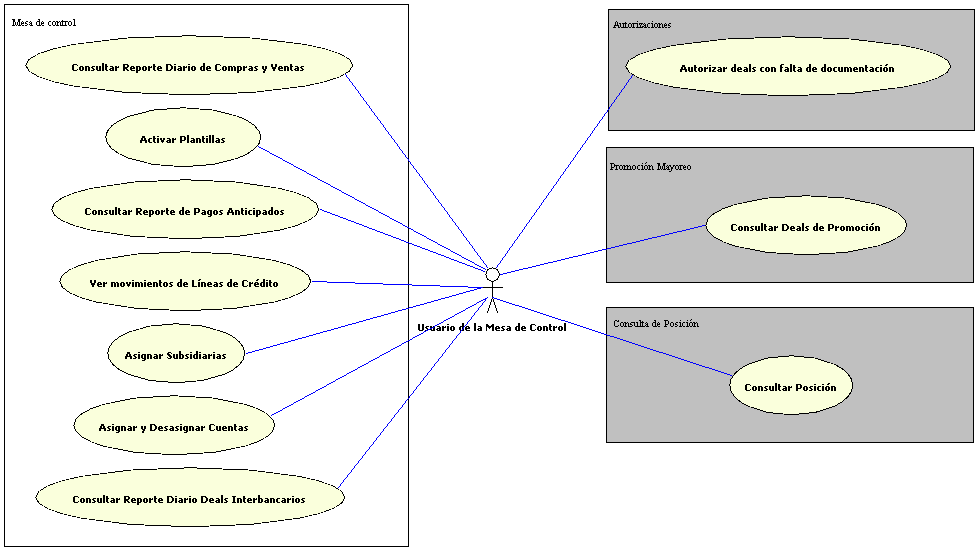 Mesa de control
Consultar Reporte Diario de Compras y Ventas
Activar Plantillas
Consultar Reporte de Pagos Anticipados
Ver movimientos de Líneas de Crédito
Asignar Subsidiarias
Asignar y Desasignar Cuentas
Consultar Reporte Diario Deals Interbancarios
Usuario de la Mesa de Control
Autorizaciones
Autorizar deals con falta de documentación
Promoción Mayoreo
Consultar Deals de Promoción
Consulta de Posición
Consultar Posición